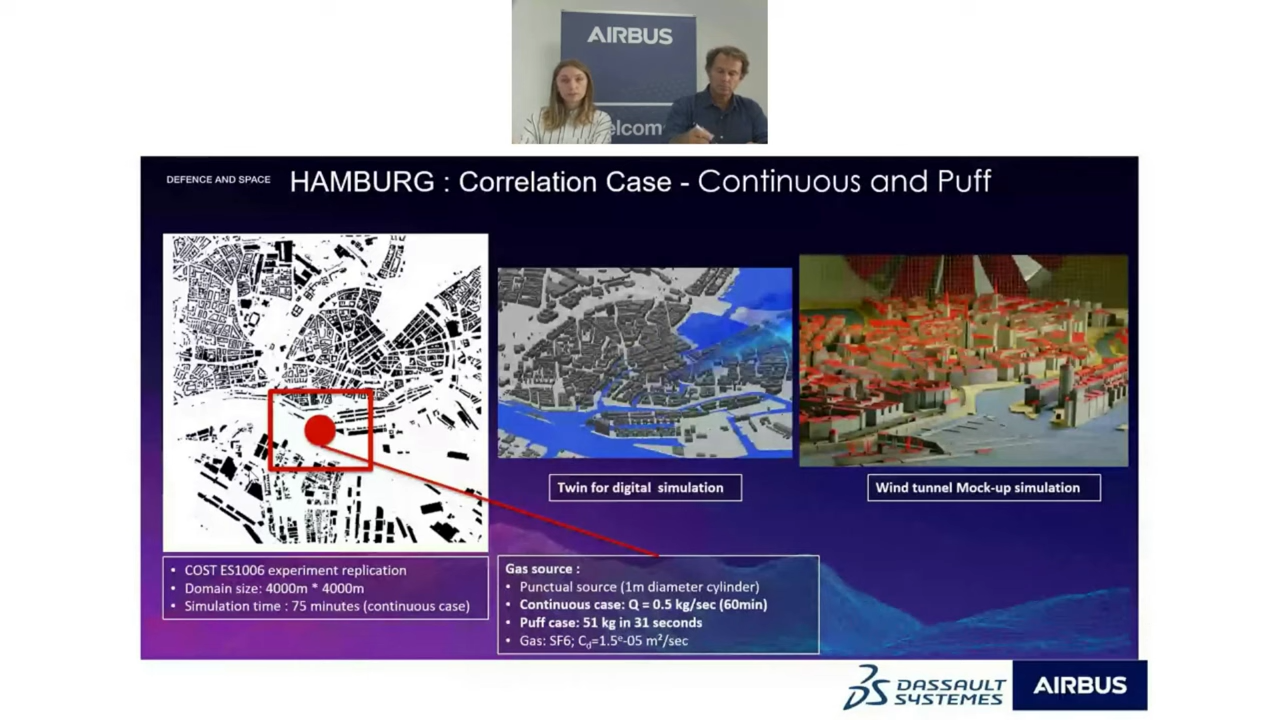 AIRBUS
elcom
DEFENCE AND SPACE
HAMBURG : Correlation Case - Continuous and Puff
Twin for digital simulation
Wind tunnel Mock-up simulation
• COST ES1006 experiment replication
• Domain size: 4000m * 4000m
• Simulation time : 75 minutes (continuous case)
Gas source :
• Punctual source (1m diameter cylinder)
• Continuous case: Q = 0.5 kg/sec (60min)
• Puff case: 51 kg in 31 seconds
• Gas: SF6; Cd=1.5e-05 m²/sec
DASSAULT
SYSTEMES
AIRBUS